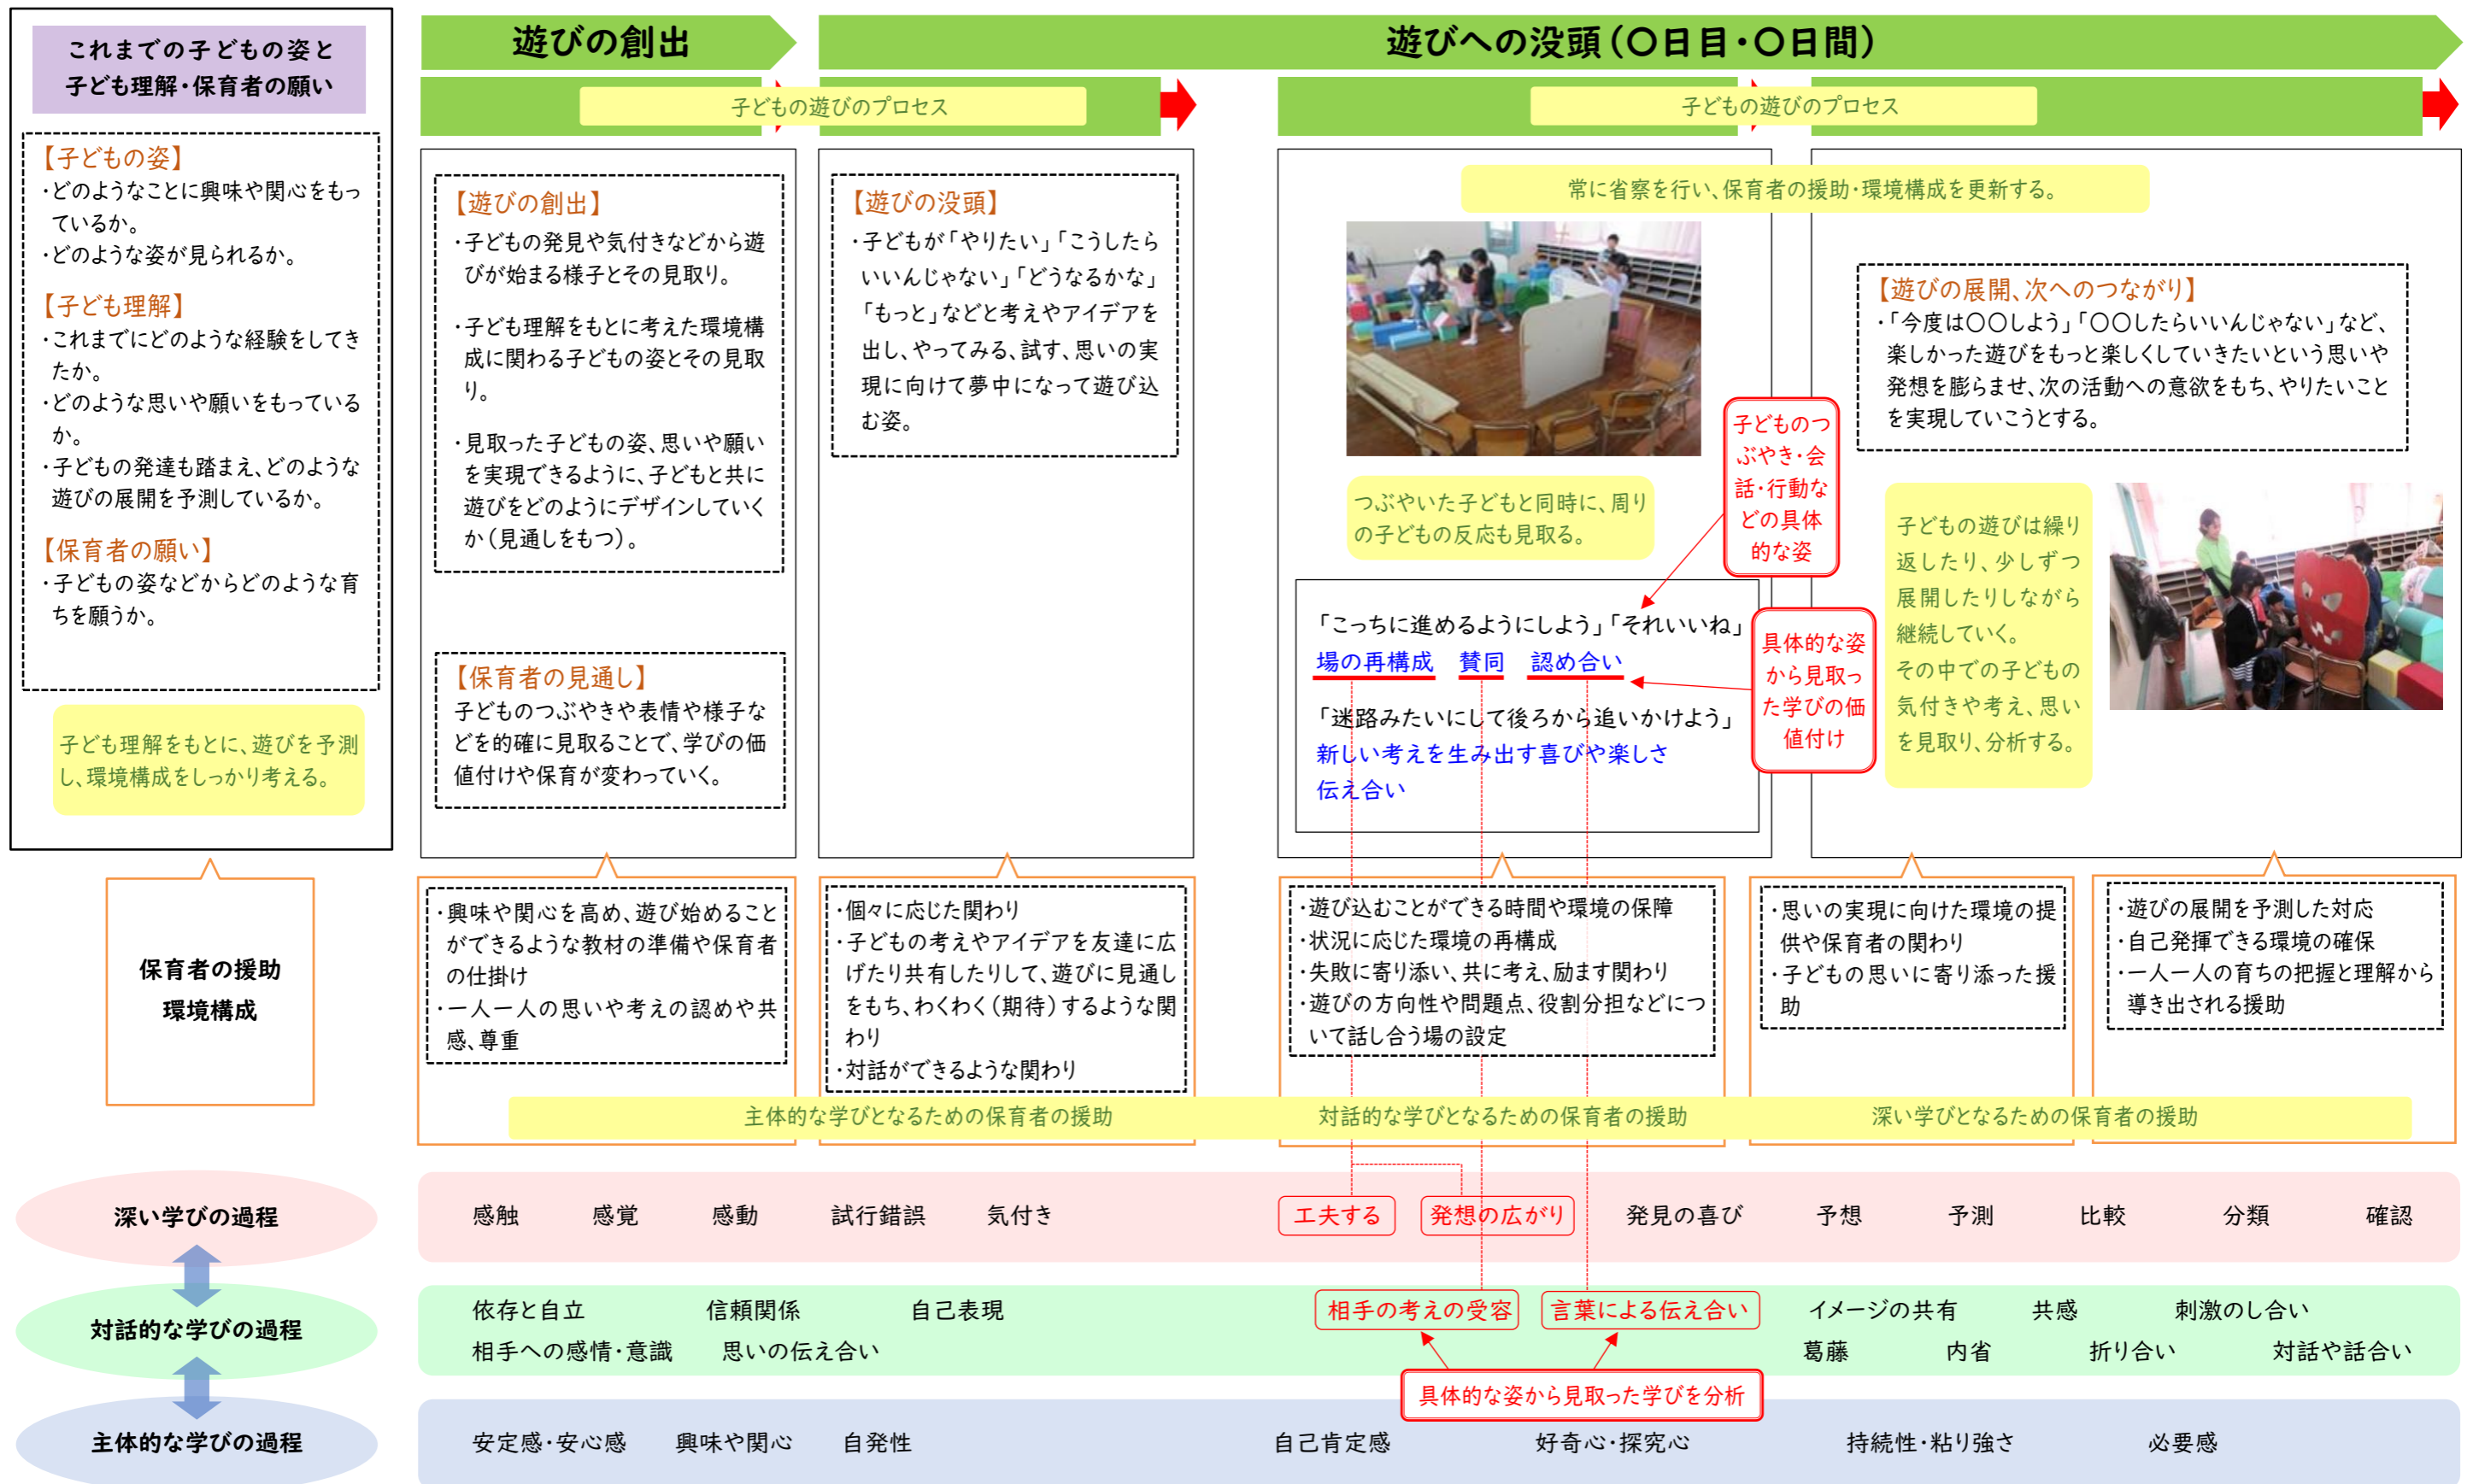 これまでの子どもの姿と
子ども理解・保育者の願い
【子どもの姿】
・どのようなことに興味や関心をもっ
ているか。
・どのような姿が見られるか。
【子ども理解】
・これまでにどのような経験をしてき
たか。
・どのような思いや願いをもっている
か。
・子どもの発達も踏まえ、どのような
遊びの展開を予測しているか。
【保育者の願い】
・子どもの姿などからどのような育
ちを願うか。
子ども理解をもとに、遊びを予測
し、環境構成をしっかり考える。
遊びの創出
遊びへの没頭(〇日目・〇日間)
子どもの遊びのプロセス
子どもの遊びのプロセス
【遊びの創出】
・子どもの発見や気付きなどから遊
びが始まる様子とその見取り。
・子ども理解をもとに考えた環境構
成に関わる子どもの姿とその見取
り。
・見取った子どもの姿、思いや願い
を実現できるように、子どもと共に
遊びをどのようにデザインしていく
か(見通しをもつ)。
【保育者の見通し】
子どものつぶやきや表情や様子な
どを的確に見取ることで、学びの価
値付けや保育が変わっていく。
【遊びの没頭】
・子どもが「やりたい」「こうしたら
いいんじゃない」「どうなるかな」
「もっと」などと考えやアイデアを
出し、やってみる、試す、思いの実
現に向けて夢中になって遊び込
む姿。
常に省察を行い、保育者の援助・環境構成を更新する。
つぶやいた子どもと同時に、周り
の子どもの反応も見取る。
子どものつ
ぶやき・会
話・行動な
どの具体
的な姿
「こっちに進めるようにしよう」「それいいね」
場の再構成 賛同 認め合い
「迷路みたいにして後ろから追いかけよう」
新しい考えを生み出す喜びや楽しさ
伝え合い
具体的な姿
から見取っ
た学びの価
値付け
【遊びの展開、次へのつながり】
・「今度は〇〇しよう」「〇〇したらいいんじゃない」など、
楽しかった遊びをもっと楽しくしていきたいという思いや
発想を膨らませ、次の活動への意欲をもち、やりたいこと
を実現していこうとする。
子どもの遊びは繰り
返したり、少しずつ
展開したりしながら
継続していく。
その中での子どもの
気付きや考え、思い
を見取り、分析する。
保育者の援助
環境構成
・興味や関心を高め、遊び始めること
ができるような教材の準備や保育者
の仕掛け
・一人一人の思いや考えの認めや共
感、尊重
・個々に応じた関わり
・子どもの考えやアイデアを友達に広
げたり共有したりして、遊びに見通し
をもち、わくわく(期待)するような関
わり
・対話ができるような関わり
・遊び込むことができる時間や環境の保障
・状況に応じた環境の再構成
・失敗に寄り添い、共に考え、励ます関わり
・遊びの方向性や問題点、役割分担などにつ
いて話し合う場の設定
・思いの実現に向けた環境の提
供や保育者の関わり
・子どもの思いに寄り添った援
助
・遊びの展開を予測した対応
・自己発揮できる環境の確保
・一人一人の育ちの把握と理解から
導き出される援助
主体的な学びとなるための保育者の援助 対話的な学びとなるための保育者の援助 深い学びとなるための保育者の援助
深い学びの過程
感触 感覚 感動 試行錯誤 気付き 工夫する 発想の広がり 発見の喜び 予想 予測 比較 分類 確認
対話的な学びの過程
依存と自立 信頼関係 自己表現 相手の考えの受容 言葉による伝え合い イメージの共有 共感 刺激のし合い
相手への感情・意識 思いの伝え合い 葛藤 内省 折り合い 対話や話合い
具体的な姿から見取った学びを分析
主体的な学びの過程
安定感・安心感 興味や関心 自発性 自己肯定感 好奇心・探究心 持続性・粘り強さ 必要感